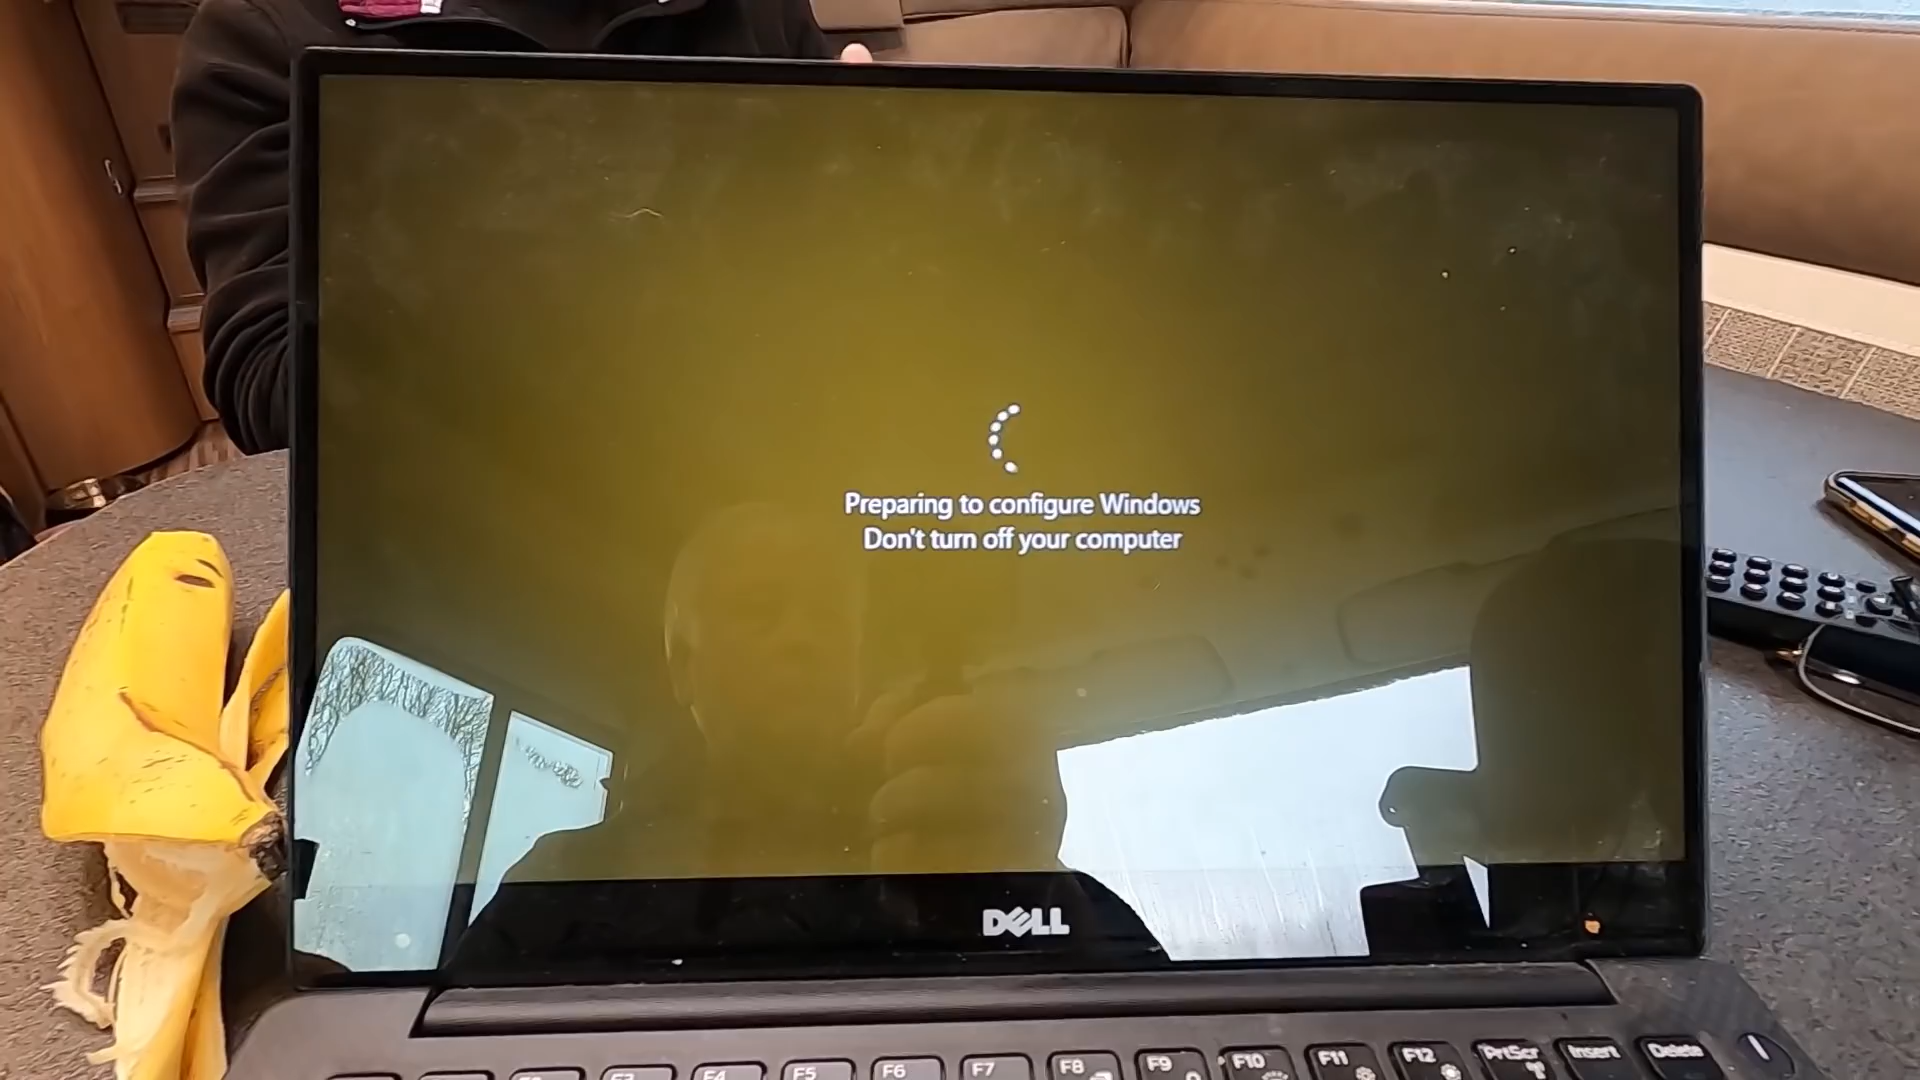 Preparing to configure Windows
Don't turn off your computer
DELL
F4
F5
F6
F7
F8
F9
F10
F11
F12
PrtScr
Insert
Delete